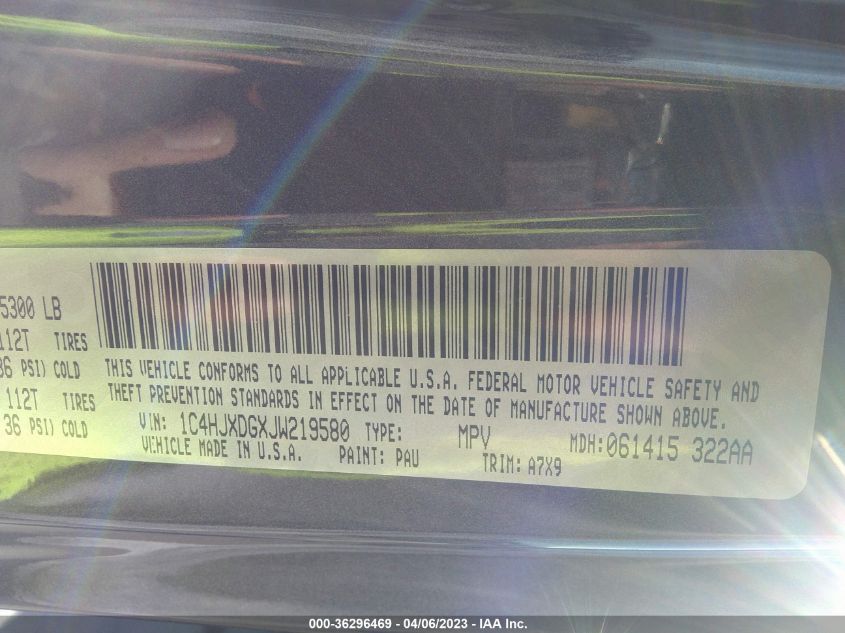 5300 LB
112T TIRES
36 PSI) COLD
112T TIRES
36 PSI) COLD
THIS VEHICLE CONFORMS TO ALL APPLICABLE U.S.A. FEDERAL MOTOR VEHICLE SAFETY AND
THEFT PREVENTION STANDARDS IN EFFECT ON THE DATE OF MANUFACTURE SHOWN ABOVE.
VIN: 1C4HJXDGXJW219580 TYPE: MPV MDH:061415 322AA
VEHICLE MADE IN U.S.A. PAINT: PAU TRIM: A7X9
000-36296469 - 04/06/2023 - IAA Inc.